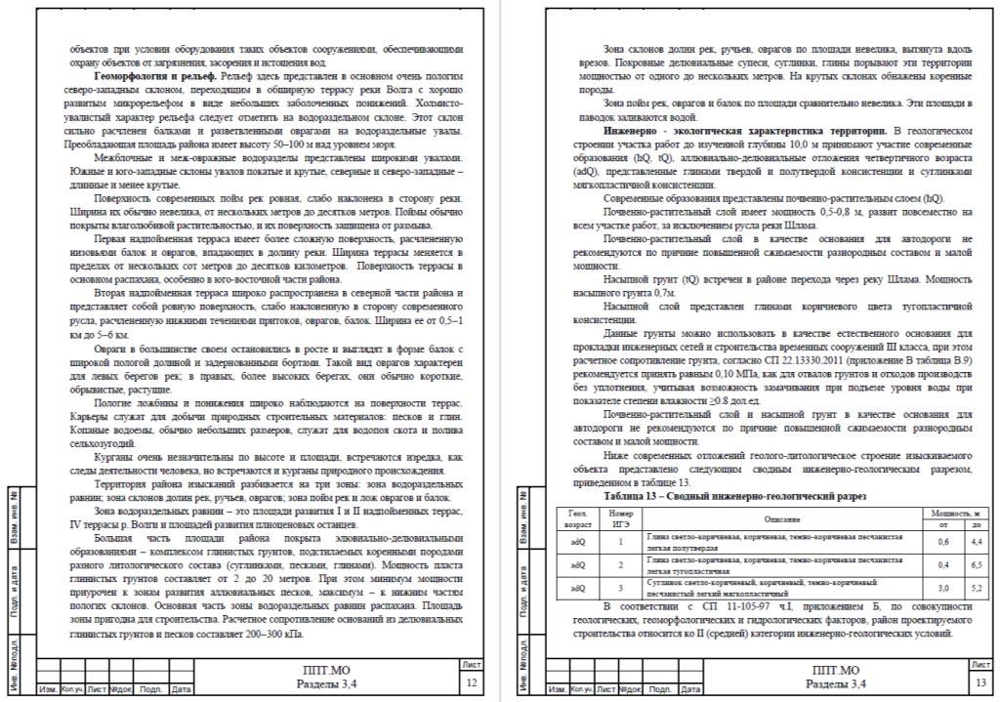 объектов при условии оборудования таких объектов сооружениями, обеспечивающими
охрану объектов от загрязнения, засорения и истощения вод.
Геоморфология и рельеф. Рельеф здесь представлен в основном очень пологим
северо-западным склоном, переходящим в обширную террасу реки Волга с хорошо
развитым микрорельефом в виде небольших заболоченных понижений. Холмисто-
увалистый характер рельефа следует отметить на водораздельном склоне. Этот склон
сильно расчленен балками и разветвленными оврагами на водораздельные увалы.
Преобладающая площадь района имеет высоту 50–100 м над уровнем моря.
Межблочные и меж-овражные водоразделы представлены широкими увалами.
Южные и юго-западные склоны увалов покатые и крутые, северные и северо-западные –
длинные и менее крутые.
Поверхность современных пойм рек ровная, слабо наклонена в сторону реки.
Ширина их обычно невелика, от нескольких метров до десятков метров. Поймы обычно
покрыты влаголюбивой растительностью, и их поверхность защищена от размыва.
Первая надпойменная терраса имеет более сложную поверхность, расчлененную
низовьями балок и оврагов, впадающих в долину реки. Ширина террасы меняется в
пределах от нескольких сот метров до десятков километров. Поверхность террасы в
основном распахана, особенно в юго-восточной части района.
Вторая надпойменная терраса широко распространена в северной части района и
представляет собой ровную поверхность, слабо наклоненную в сторону современного
русла, расчлененную нижними течениями притоков, оврагов, балок. Ширина ее от 0,5–1
км до 5–6 км.
Овраги в большинстве своем остановились в росте и выглядят в форме балок с
широкой пологой долиной и задернованными бортами. Такой вид оврагов характерен
для левых берегов рек; в правых, более высоких берегах, они обычно короткие,
обрывистые, растущие.
Пологие ложбины и понижения широко наблюдаются на поверхности террас.
Карьеры служат для добычи природных строительных материалов: песков и глин.
Копаные водоемы, обычно небольших размеров, служат для водопоя скота и полива
сельхозугодий.
Курганы очень незначительны по высоте и площади, встречаются изредка, как
следы деятельности человека, но встречаются и курганы природного происхождения.
Территория района изысканий разбивается на три зоны: зона водораздельных
равнин; зона склонов долин рек, ручьев, оврагов; зона пойм рек и лож оврагов и балок.
Зона водораздельных равнин – это площади развития I и II надпойменных террас,
IV террасы р. Волги и площадей развития плиоценовых останцев.
Большая часть площади района покрыта элювиально-делювиальными
образованиями – комплексом глинистых грунтов, подстилаемых коренными породами
разного литологического состава (суглинками, песками, глинами). Мощность пласта
глинистых грунтов составляет от 2 до 20 метров. При этом минимум мощности
приурочен к зонам развития аллювиальных песков, максимум – к нижним частям
пологих склонов. Основная часть зоны водораздельных равнин распахана. Площадь
зоны пригодна для строительства. Расчетное сопротивление оснований из делювиальных
глинистых грунтов и песков составляет 200–300 кПа.
Взам. инв. №
Подп. и дата
Инв. №подл.
Изм. Кол.уч. Лист №док. Подп. Дата
ППТ.МО
Разделы 3,4
Лист
12
Зона склонов долин рек, ручьев, оврагов по площади невелика, вытянута вдоль
врезов. Покровные делювиальные супеси, суглинки, глины порывают эти территории
мощностью от одного до нескольких метров. На крутых склонах обнажены коренные
породы.
Зона пойм рек, оврагов и балок по площади сравнительно невелика. Эти площади в
паводок заливаются водой.
Инженерно - экологическая характеристика территории. В геологическом
строении участка работ до изученной глубины 10,0 м принимают участие современные
образования (hQ, tQ), аллювиально-делювиальные отложения четвертичного возраста
(adQ), представленные глинами твердой и полутвердой консистенции и суглинками
мягкопластичной консистенции.
Современные образования представлены почвенно-растительным слоем (hQ).
Почвенно-растительный слой имеет мощность 0,5-0,8 м, развит повсеместно на
всем участке работ, за исключением русла реки Шлама.
Почвенно-растительный слой в качестве основания для автодороги не
рекомендуются по причине повышенной сжимаемости разнородным составом и малой
мощности.
Насыпной грунт (tQ) встречен в районе перехода через реку Шлама. Мощность
насыпного грунта 0,7м.
Насыпной слой представлен глинами коричневого цвета тугопластичной
консистенции.
Данные грунты можно использовать в качестве естественного основания для
прокладки инженерных сетей и строительства временных сооружений III класса, при этом
расчетное сопротивление грунта, согласно СП 22.13330.2011 (приложение В таблица В.9)
рекомендуется принять равным 0,10 МПа, как для отвалов грунтов и отходов производств
без уплотнения, учитывая возможность замачивания при подъеме уровня воды при
показателе степени влажности ≥0.8 дол.ед.
Почвенно-растительный слой и насыпной грунт в качестве основания для
автодороги не рекомендуются по причине повышенной сжимаемости разнородным
составом и малой мощности.
Ниже современных отложений геолого-литологическое строение изыскиваемого
объекта представлено следующим сводным инженерно-геологическим разрезом,
приведенном в таблице 13.
Таблица 13 – Сводный инженерно-геологический разрез
Геол. возраст Номер ИГЭ Описание Мощность, м
от до
adQ 1 Глина светло-коричневая, коричневая, темно-коричневая песчанистая
легкая полутвердая 0,6 4,4
adQ 2 Глина светло-коричневая, коричневая, темно-коричневая песчанистая
легкая тугопластичная 0,4 6,5
adQ 3 Суглинок светло-коричневый, коричневый, темно-коричневый
песчанистый легкий мягкопластичный 3,0 5,2
В соответствии с СП 11-105-97 ч.I, приложением Б, по совокупности
геологических, геоморфологических и гидрологических факторов, район проектируемого
строительства относится ко II (средней) категории инженерно-геологических условий.
Взам. инв. №
Подп. и дата
Инв. №подл.
Изм. Кол.уч. Лист №док. Подп. Дата
ППТ.МО
Разделы 3,4
Лист
13